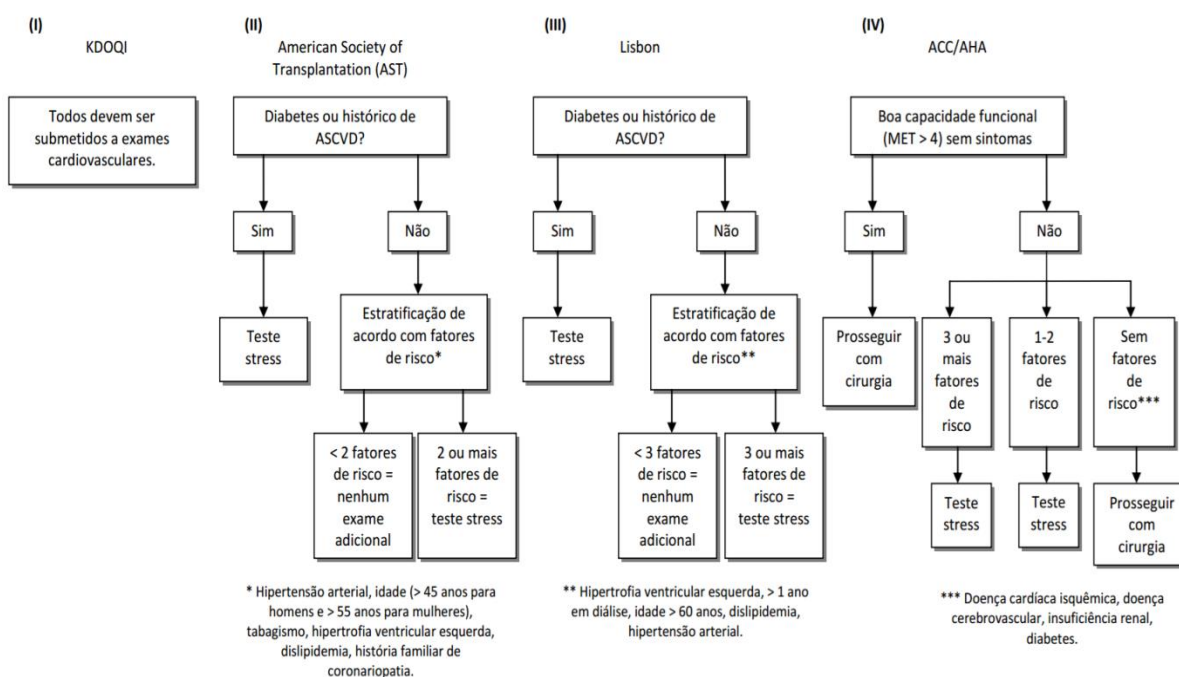 (I)
KDOQI
Todos devem ser
submetidos a exames
cardiovasculares.
(II)
American Society of
Transplantation (AST)
Diabetes ou histórico de
ASCVD?
Sim
Não
Teste
stress
Estratificação de
acordo com fatores
de risco*
< 2 fatores
de risco =
nenhum
exame
adicional
2 ou mais
fatores de
risco =
teste stress
* Hipertensão arterial, idade (> 45 anos para
homens e > 55 anos para mulheres),
tabagismo, hipertrofia ventricular esquerda,
dislipidemia, história familiar de
coronariopatia.
(III)
Lisbon
Diabetes ou histórico de
ASCVD?
Sim
Não
Teste
stress
Estratificação de
acordo com fatores
de risco**
< 3 fatores
de risco =
nenhum
exame
adicional
3 ou mais
fatores de
risco =
teste stress
** Hipertrofia ventricular esquerda, > 1 ano
em diálise, idade > 60 anos, dislipidemia,
hipertensão arterial.
(IV)
ACC/AHA
Boa capacidade funcional
(MET > 4) sem sintomas
Sim
Não
Prosseguir
com
cirurgia
3 ou
mais
fatores
de
risco
1-2
fatores
de
risco
Sem
fatores
de
risco***
Teste
stress
Teste
stress
Prosseguir
com
cirurgia
*** Doença cardíaca isquêmica, doença
cerebrovascular, insuficiência renal,
diabetes.